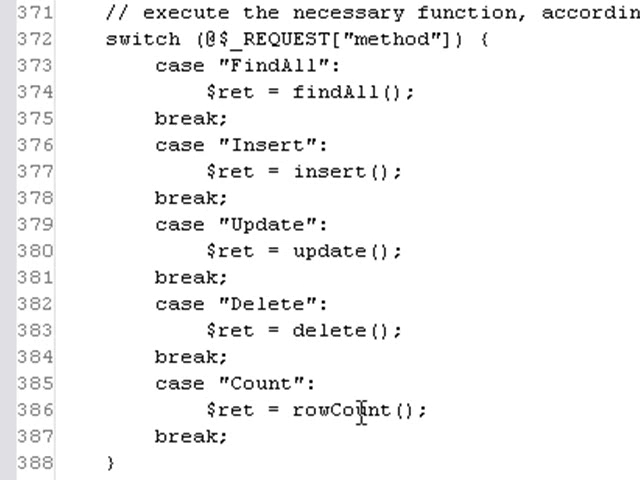 371 // execute the necessary function, accordin
372 switch (@$_REQUEST["method"]) {
373 case "FindAll":
374 $ret = findAll();
375 break;
376 case "Insert":
377 $ret = insert();
378 break;
379 case "Update":
380 $ret = update();
381 break;
382 case "Delete":
383 $ret = delete();
384 break;
385 case "Count":
386 $ret = rowCount();
387 break;
388 }